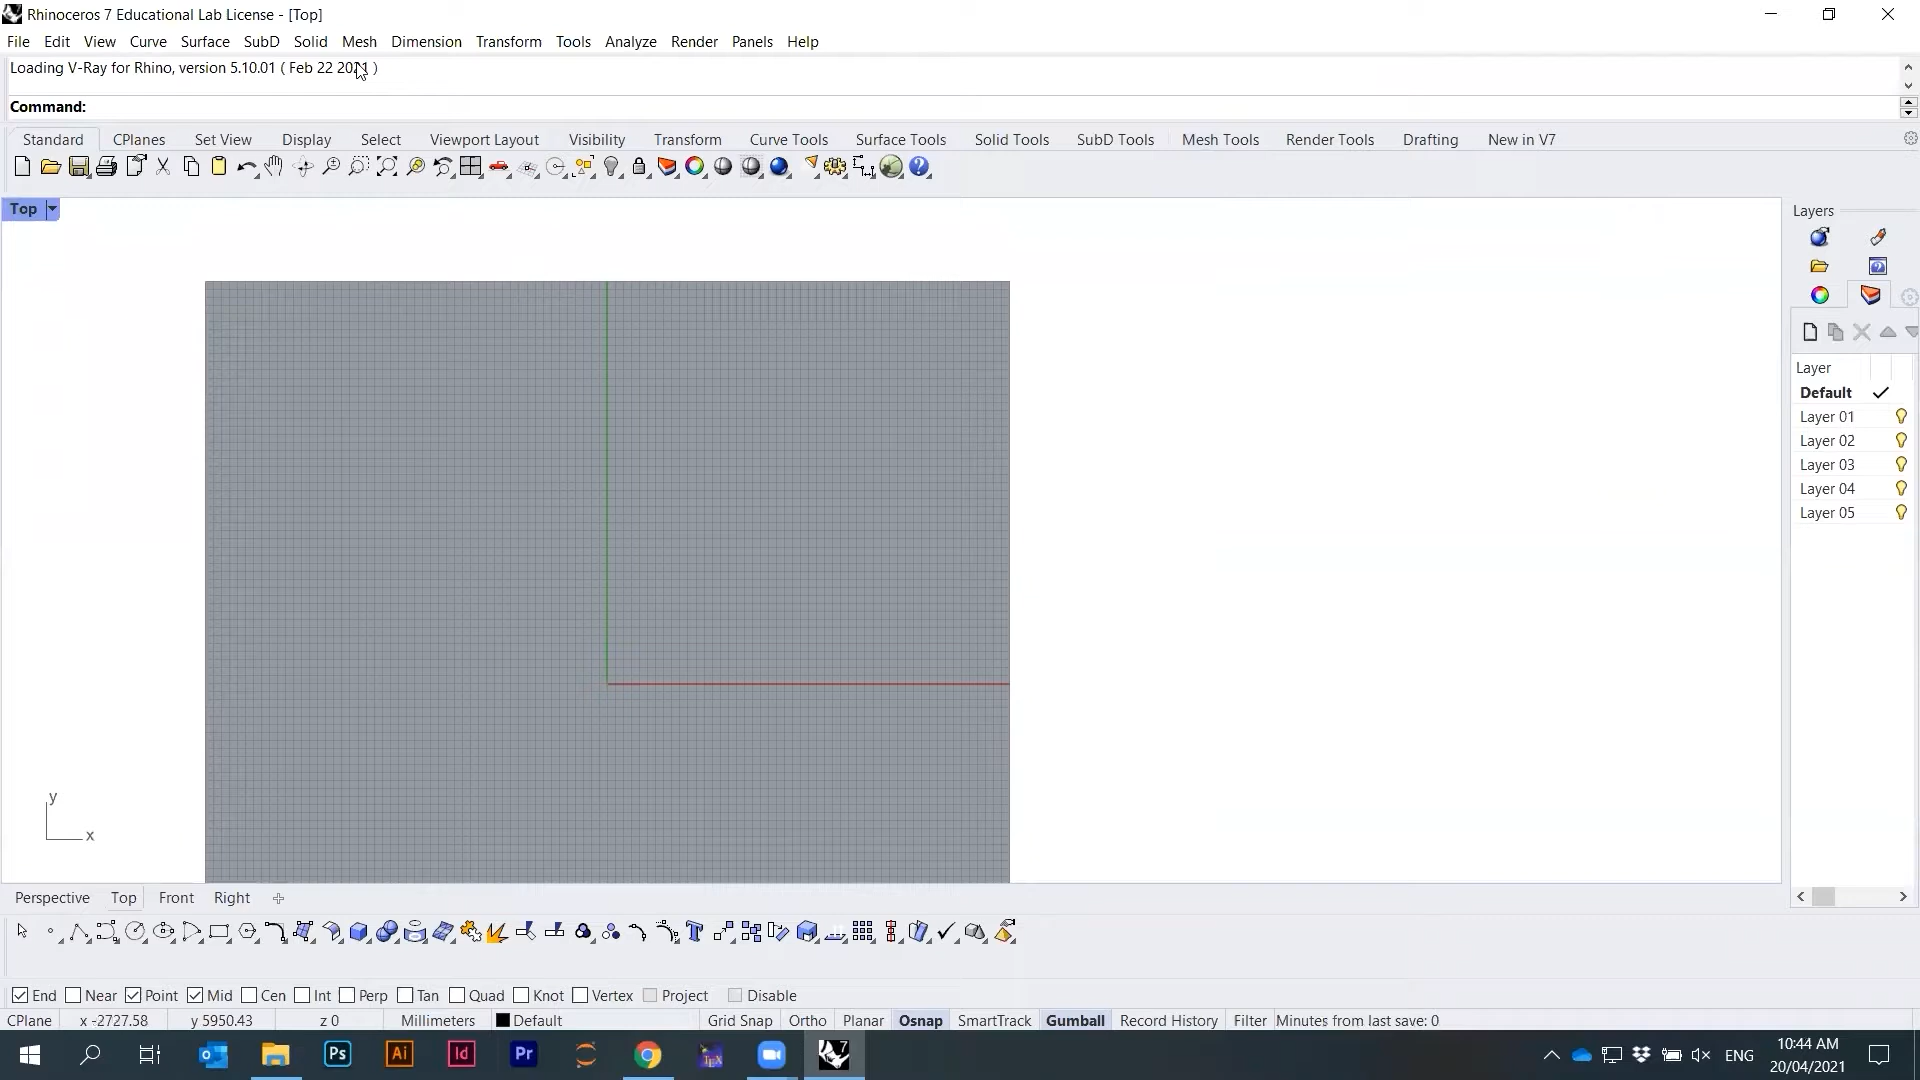 Rhinoceros 7 Educational Lab License - [Top]
File Edit View Curve Surface SubD Solid Mesh Dimension Transform Tools Analyze Render Panels Help
Loading V-Ray for Rhino, version 5.10.01 ( Feb 22 2021 )
Command:
Standard CPlanes Set View Display Select Viewport Layout Visibility Transform Curve Tools Surface Tools Solid Tools SubD Tools Mesh Tools Render Tools Drafting New in V7
Top
Layers
Layer
Default
Layer 01
Layer 02
Layer 03
Layer 04
Layer 05
y
x
Perspective Top Front Right
End Near Point Mid Cen Int Perp Tan Quad Knot Vertex Project Disable
CPlane x -2727.58 y 5950.43 z 0 Millimeters Default Grid Snap Ortho Planar Osnap SmartTrack Gumball Record History Filter Minutes from last save: 0
Ps Ai Id Pr TEX 7 ENG
10:44 AM
20/04/2021